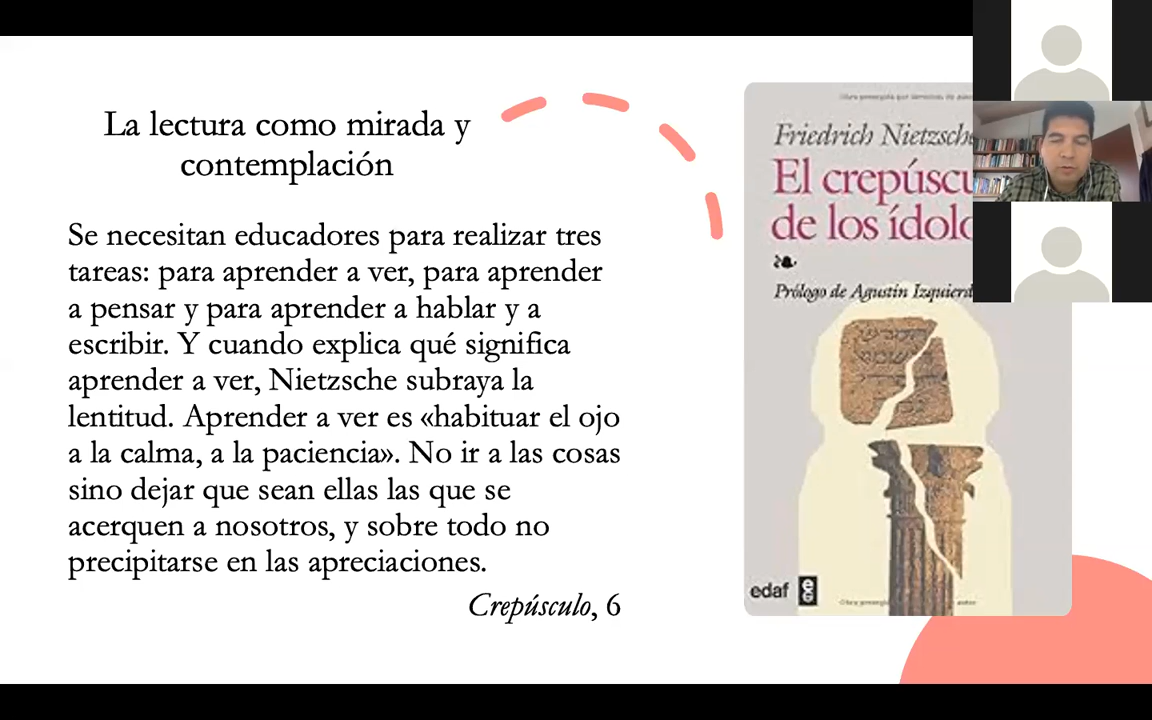 La lectura como mirada y
contemplación
Se necesitan educadores para realizar tres
tareas: para aprender a ver, para aprender
a pensar y para aprender a hablar y a
escribir. Y cuando explica qué significa
aprender a ver, Nietzsche subraya la
lentitud. Aprender a ver es «habituar el ojo
a la calma, a la paciencia». No ir a las cosas
sino dejar que sean ellas las que se
acerquen a nosotros, y sobre todo no
precipitarse en las apreciaciones.
Crepúsculo, 6
Friedrich Nietzsche
El crepúscu
de los ídolo
Prólogo de Agustín Izquierd
edaf